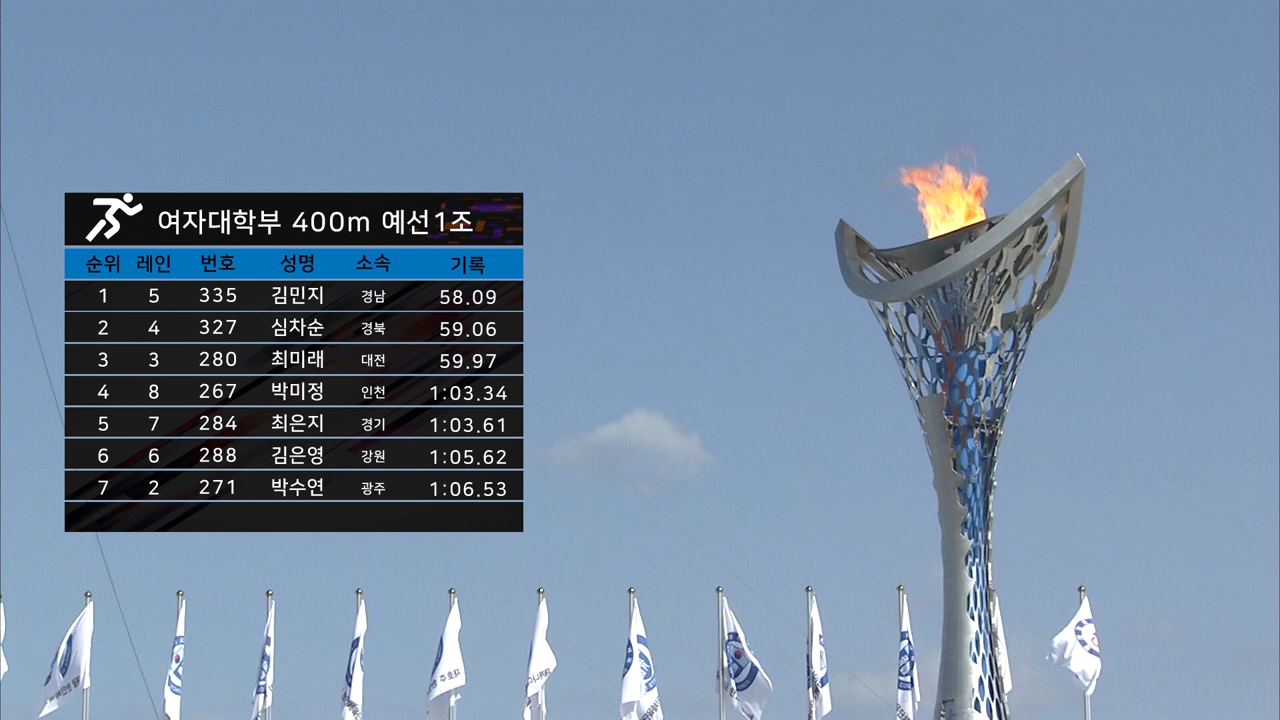 여자대학부 400m 예선1조
순위 레인 번호 성명 소속 기록
1 5 335 김민지 경남 58.09
2 4 327 심차순 경북 59.06
3 3 280 최미래 대전 59.97
4 8 267 박미정 인천 1:03.34
5 7 284 최은지 경기 1:03.61
6 6 288 김은영 강원 1:05.62
7 2 271 박수연 광주 1:06.53